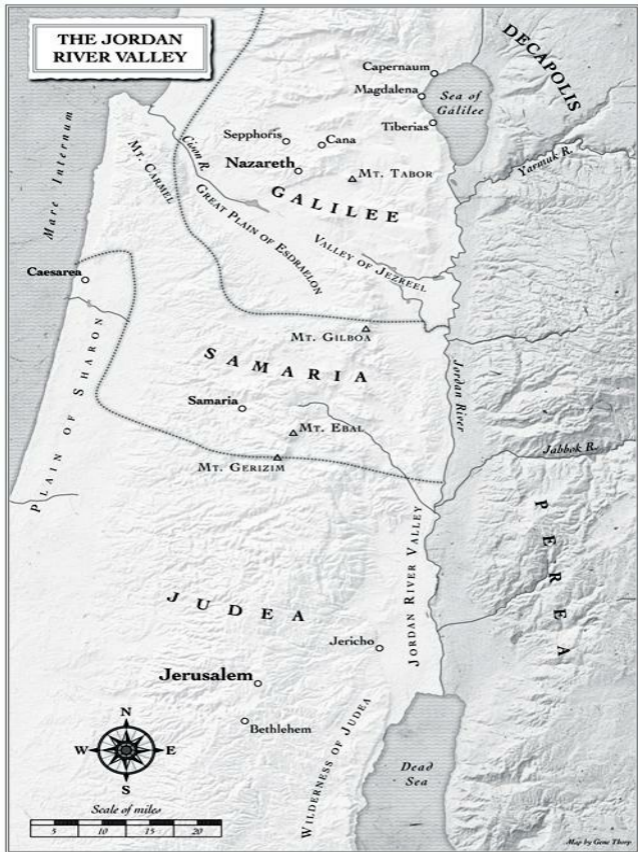 THE JORDAN
RIVER VALLEY
DECAPOLIS
Capernaum
Magdalena
Sea of
Galilee
Tiberias
Mare Internum
Cison R.
Sepphoris
Cana
Yarmuk R.
Nazareth
MT. TABOR
MT. CARMEL
GALILEE
GREAT PLAIN OF ESDRAELON
VALLEY OF JEZREEL
Caesarea
MT. GILBOA
SAMARIA
PLAIN OF SHARON
Jordan River
Samaria
MT. EBAL
Jabbok R.
MT. GERIZIM
PEREA
JORDAN RIVER VALLEY
JUDEA
Jericho
Jerusalem
Bethlehem
WILDERNESS OF JUDEA
N
W
E
S
Dead
Sea
Scale of miles
5 10 15 20
Map by Gene Thorp